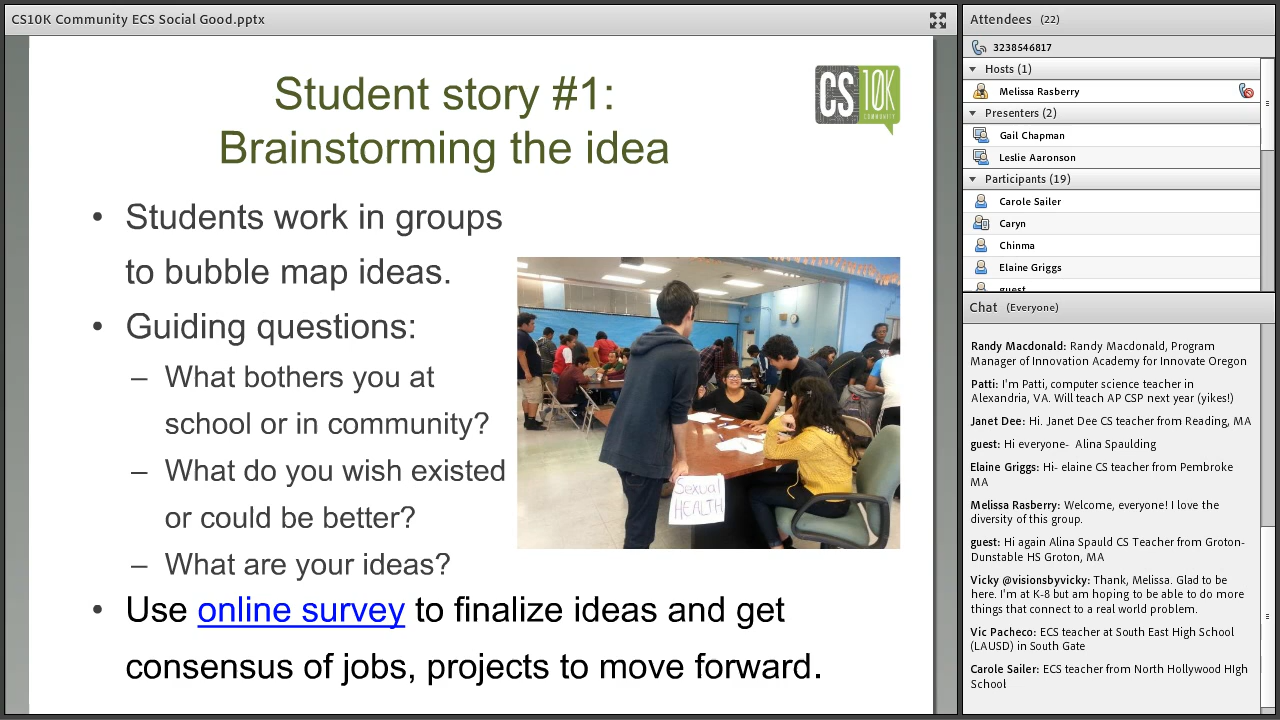 CS10K Community ECS Social Good.pptx
Student story #1:
Brainstorming the idea
CS 10K
COMMUNITY
• Students work in groups
to bubble map ideas.
• Guiding questions:
– What bothers you at
school or in community?
– What do you wish existed
or could be better?
– What are your ideas?
• Use online survey to finalize ideas and get
consensus of jobs, projects to move forward.
Sexual
HEALTH
Attendees (22)
3238546817
Hosts (1)
Melissa Rasberry
Presenters (2)
Gail Chapman
Leslie Aaronson
Participants (19)
Carole Sailer
Caryn
Chinma
Elaine Griggs
guest
Chat (Everyone)
Randy Macdonald: Randy Macdonald, Program
Manager of Innovation Academy for Innovate Oregon
Patti: I'm Patti, computer science teacher in
Alexandria, VA. Will teach AP CSP next year (yikes!)
Janet Dee: Hi. Janet Dee CS teacher from Reading, MA
guest: Hi everyone- Alina Spaulding
Elaine Griggs: Hi- elaine CS teacher from Pembroke
MA
Melissa Rasberry: Welcome, everyone! I love the
diversity of this group.
guest: Hi again Alina Spauld CS Teacher from Groton-
Dunstable HS Groton, MA
Vicky @visionsbyvicky: Thank, Melissa. Glad to be
here. I'm at K-8 but am hoping to be able to do more
things that connect to real world problem.
Vic Pacheco: ECS teacher at South East High School
(LAUSD) in South Gate
Carole Sailer: ECS teacher from North Hollywood HIgh
School